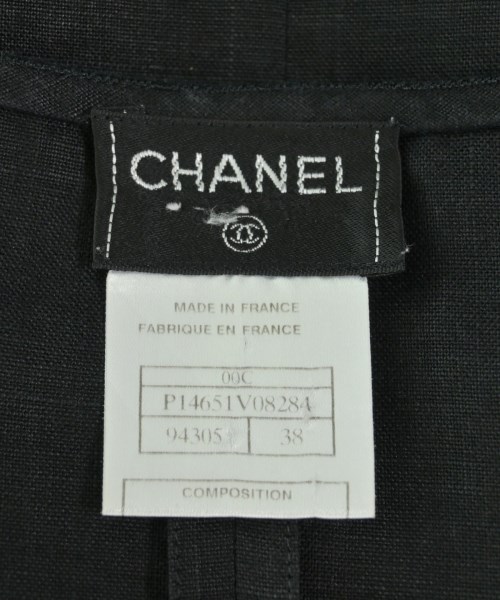 CHANEL
MADE IN FRANCE
FABRIQUE EN FRANCE
00C
P14651V08284
94305 38
COMPOSITION